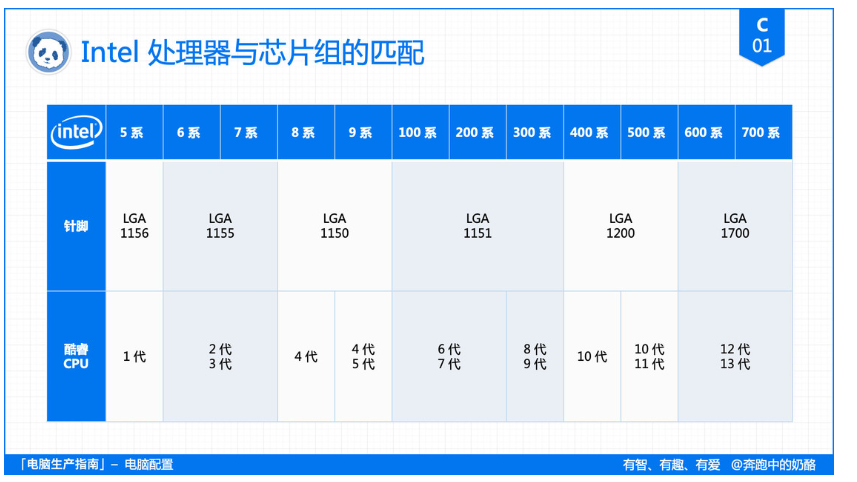 C
01
Intel 处理器与芯片组的匹配
intel 5 系 6 系 7 系 8 系 9 系 100 系 200 系 300 系 400 系 500 系 600 系 700 系
针脚
LGA
1156
LGA
1155
LGA
1150
LGA
1151
LGA
1200
LGA
1700
酷睿
CPU
1 代
2 代
3 代
4 代
4 代
5 代
6 代
7 代
8 代
9 代
10 代
10 代
11 代
12 代
13 代
「电脑生产指南」– 电脑配置
有智、有趣、有爱 @奔跑中的奶酪